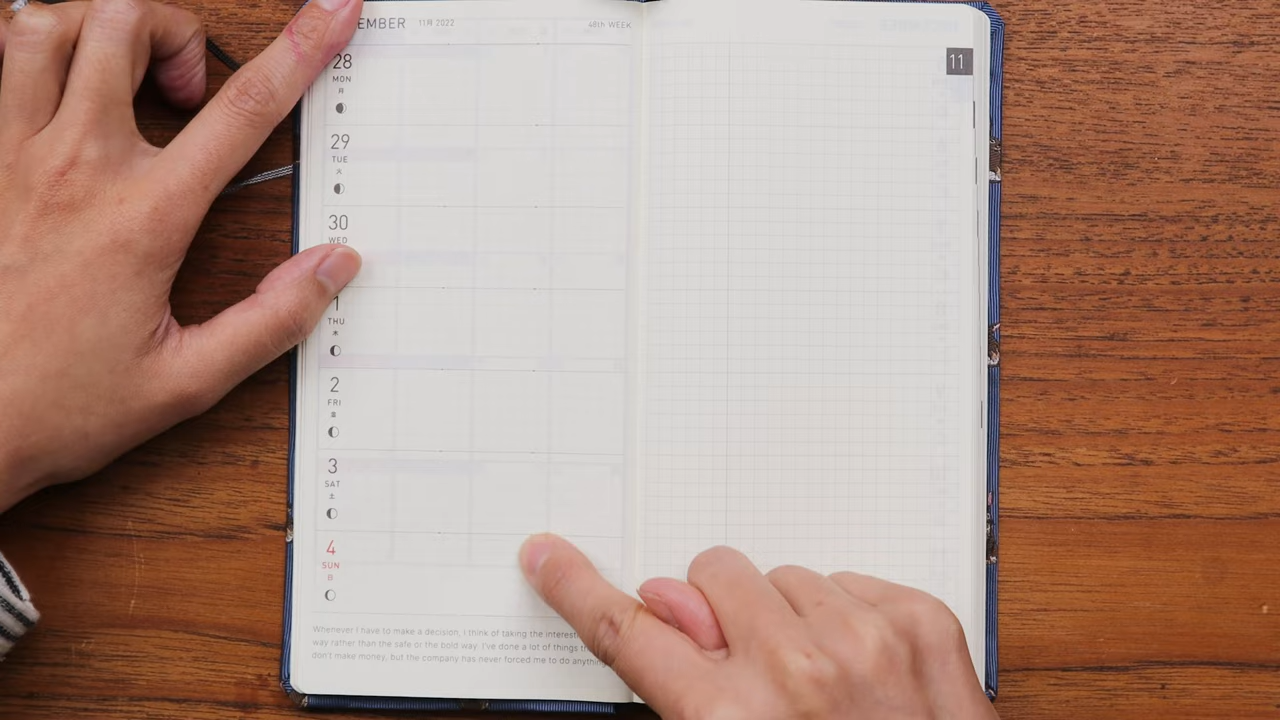 EMBER 11月 2022 48th WEEK
11
28
MON
月
29
TUE
火
30
WED
1
THU
木
2
FRI
金
3
SAT
土
4
SUN
日
Whenever I have to make a decision, I think of taking the interest
way rather than the safe or the bold way. I've done a lot of things th
don't make money, but the company has never forced me to do anything